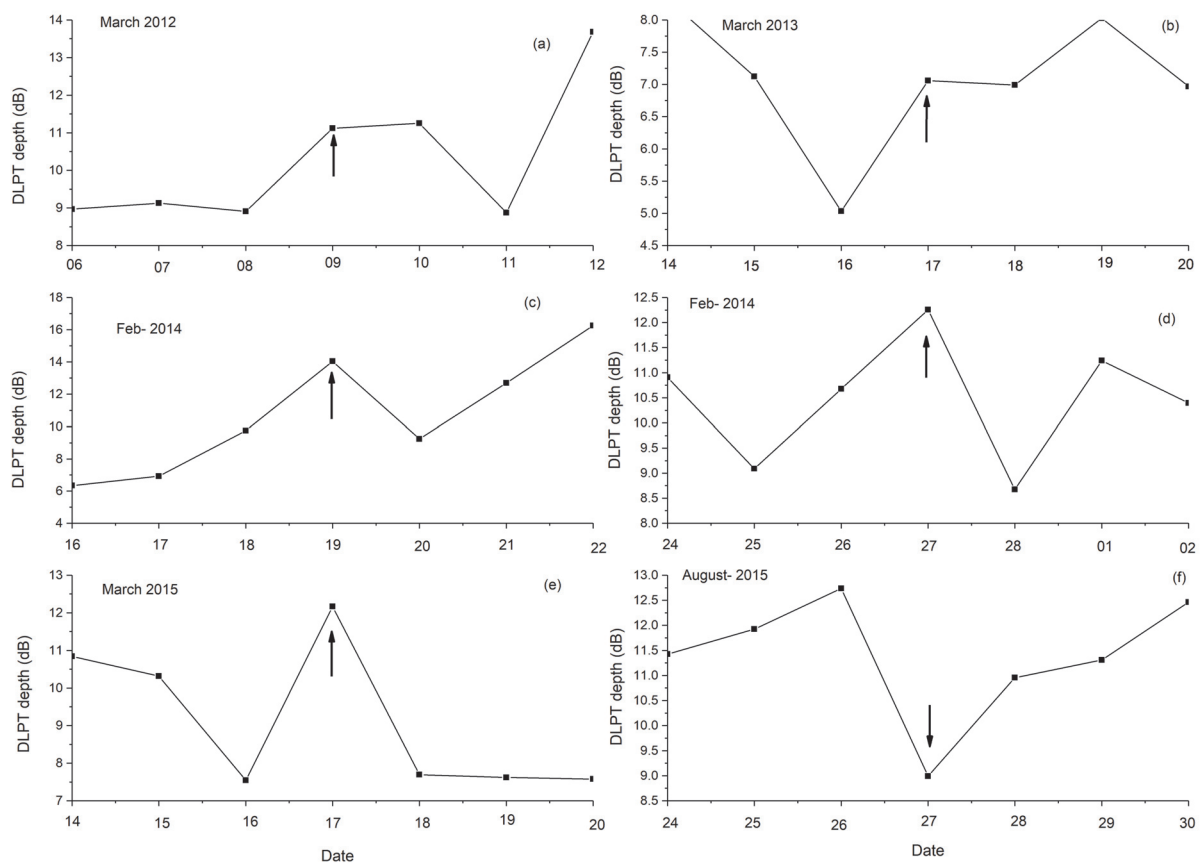 March 2012
(a)
DLPT depth (dB)
14
13
11
10
9
8
06 07 08 09 10 11 12
March 2013
(b)
DLPT depth (dB)
8.0
7.5
7.0
6.5
6.0
5.5
5.0
4.5
14 15 16 17 18 19 20
Feb- 2014
(c)
DLPT depth (dB)
18
16
14
12
10
8
6
4
16 17 18 19 20 21 22
Feb- 2014
(d)
DLPT depth (dB)
12.5
12.0
11.5
11.0
10.5
10.0
9.5
9.0
8.5
8.0
24 25 26 27 28 01 02
March 2015
(e)
DLPT depth (dB)
13
12
11
10
9
8
7
14 15 16 17 18 19 20
Date
August- 2015
(f)
DLPT depth (dB)
13.0
12.5
12.0
11.5
11.0
10.5
10.0
9.5
9.0
8.5
24 25 26 27 28 29 30
Date